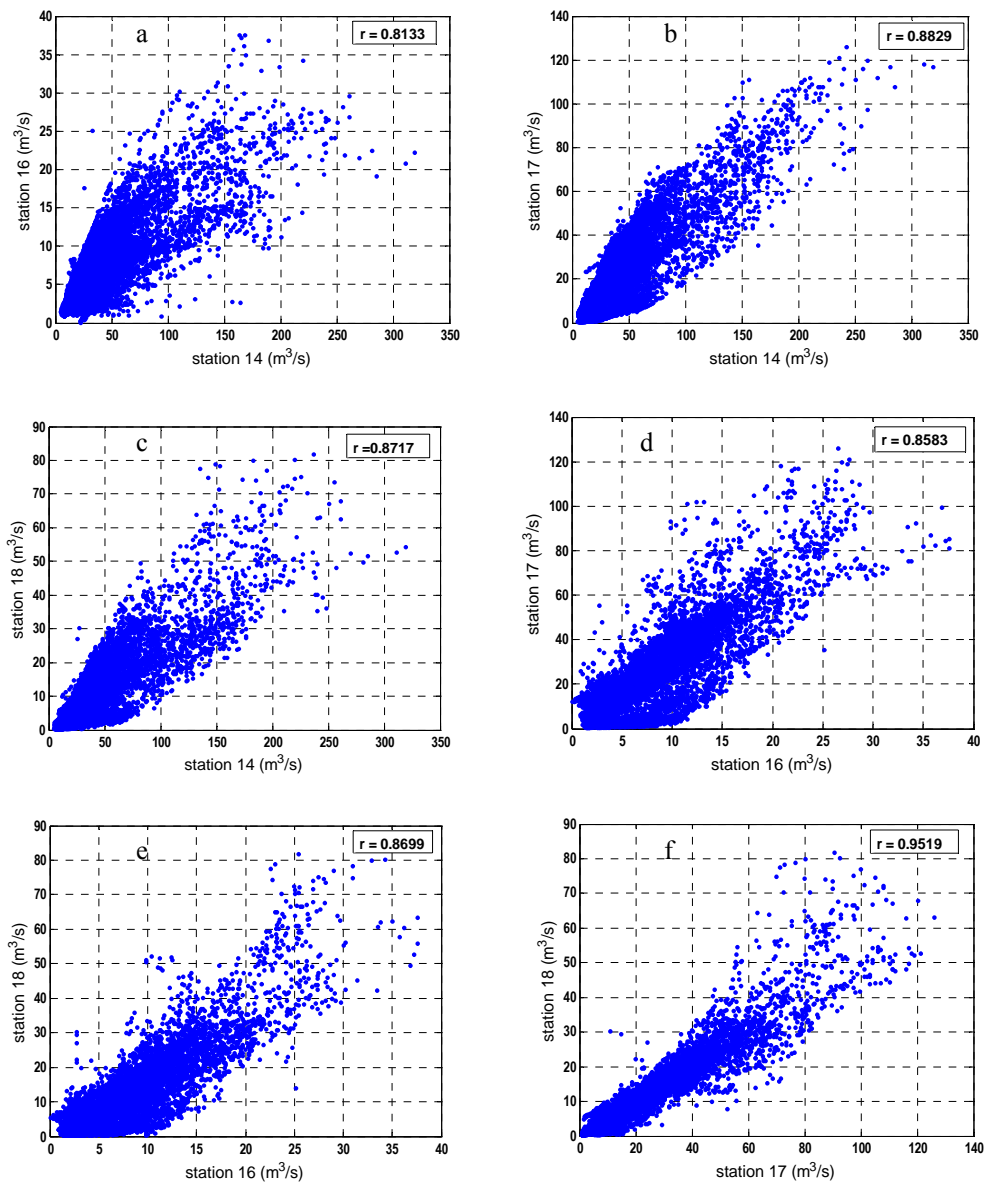 a
r = 0.8133
40
35
30
25
20
15
10
5
0
station 16 (m³/s)
0 50 100 150 200 250 300 350
station 14 (m³/s)
b
r = 0.8829
140
120
100
80
60
40
20
0
station 17 (m³/s)
0 50 100 150 200 250 300 350
station 14 (m³/s)
c
r =0.8717
90
80
70
60
50
40
30
20
10
0
station 18 (m³/s)
0 50 100 150 200 250 300 350
station 14 (m³/s)
d
r = 0.8583
140
120
100
80
60
40
20
0
station 17 (m³/s)
0 5 10 15 20 25 30 35 40
station 16 (m³/s)
e
r = 0.8699
90
80
70
60
50
40
30
20
10
0
station 18 (m³/s)
0 5 10 15 20 25 30 35 40
station 16 (m³/s)
f
r = 0.9519
90
80
70
60
50
40
30
20
10
0
station 18 (m³/s)
0 20 40 60 80 100 120 140
station 17 (m³/s)